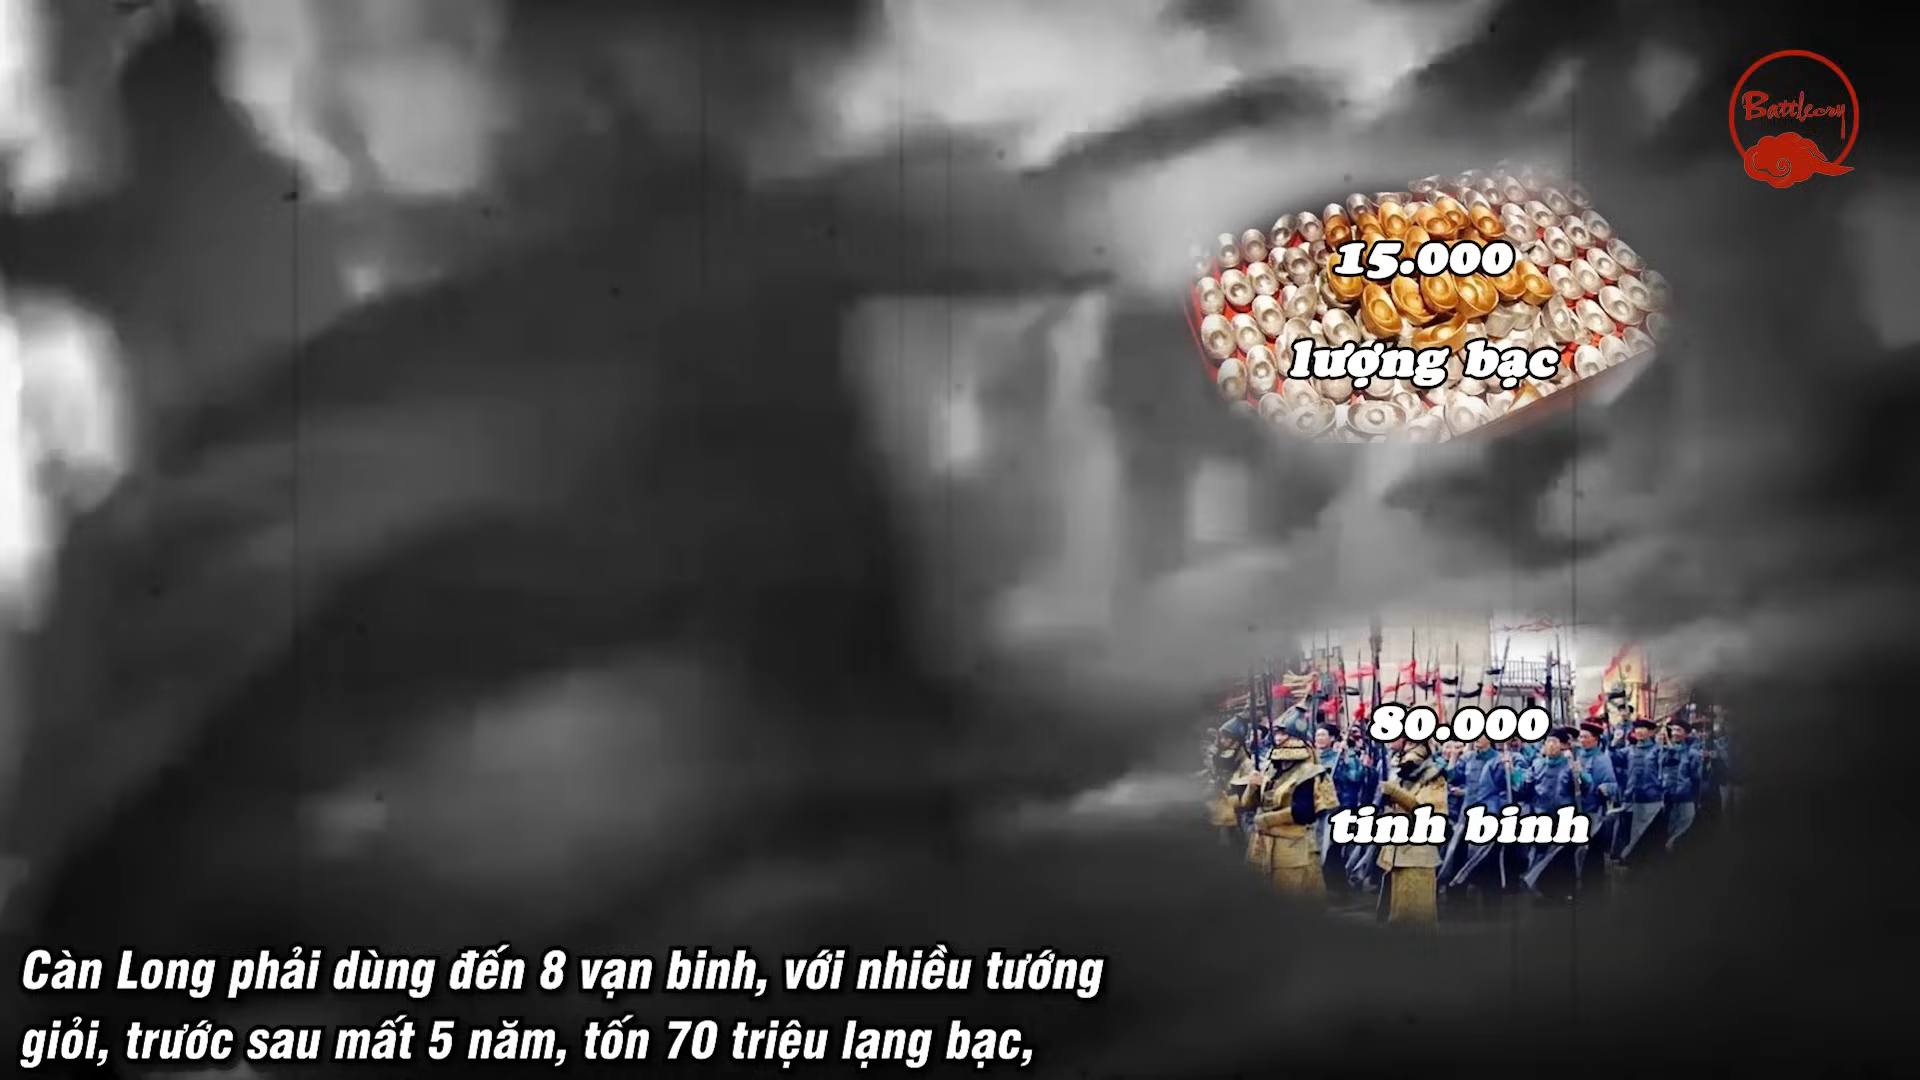 Battlecry
15.000
lượng bạc
80.000
tinh binh
Càn Long phải dùng đến 8 vạn binh, với nhiều tướng
giỏi, trước sau mất 5 năm, tốn 70 triệu lạng bạc,